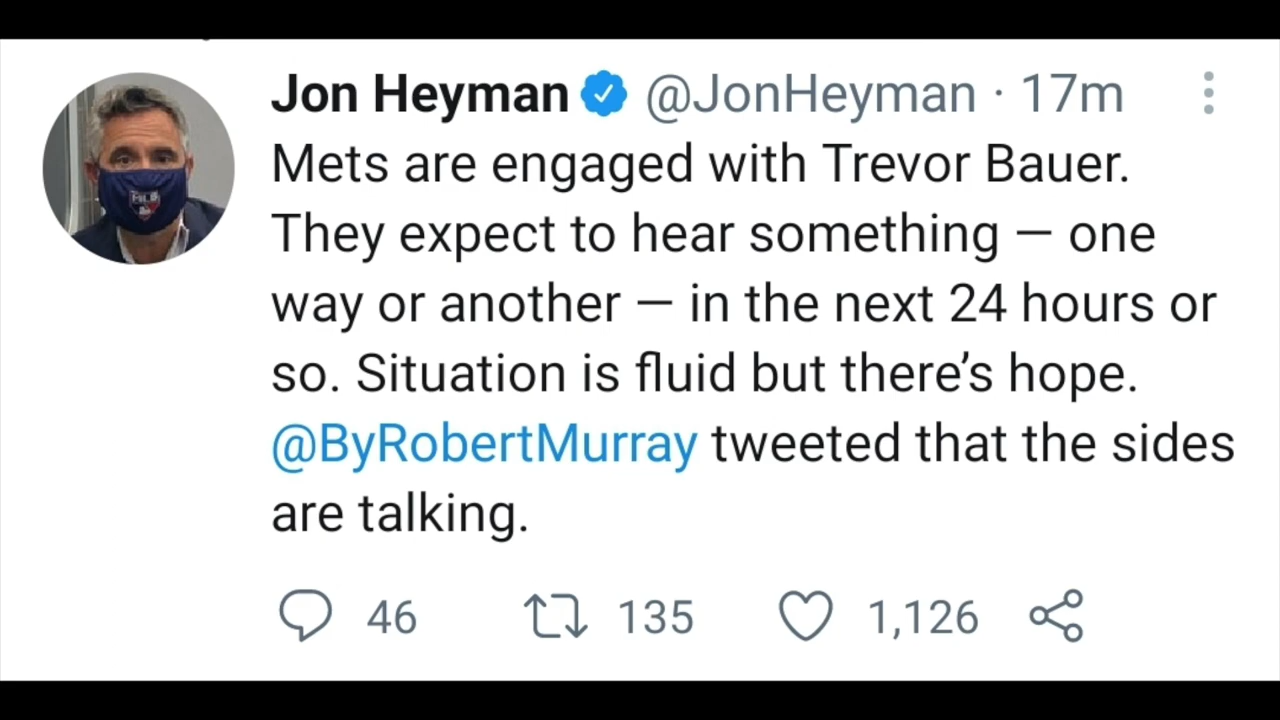 Jon Heyman @JonHeyman · 17m
Mets are engaged with Trevor Bauer.
They expect to hear something — one
way or another — in the next 24 hours or
so. Situation is fluid but there’s hope.
@ByRobertMurray tweeted that the sides
are talking.
46 135 1,126